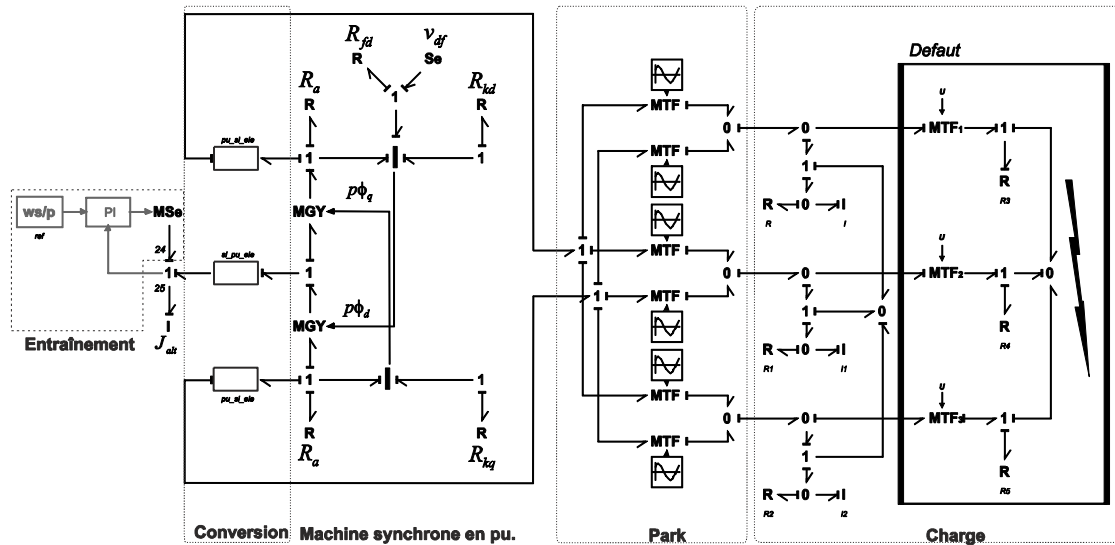 Defaut
R_fd
v_df
R
Se
R_a
R_kd
R
1
R
MTF
0
0
u
MTF₁
1
pu_si_ele
1
1
MTF
1
R
R3
pϕ_q
R
0
I
R
I
ws/p
ref
PI
MSe
MGY
24
1
si_pu_ele
1
1
MTF
0
0
u
MTF₂
1
0
25
I
J_alt
Entraînement
pϕ_d
MGY
1
MTF
1
0
R
R4
R
0
I
R1
I1
pu_si_ele
1
1
MTF
0
0
u
MTF₃
1
R
R_a
R
R_kq
MTF
1
R
R5
R
0
I
R2
I2
Conversion
Machine synchrone en pu.
Park
Charge